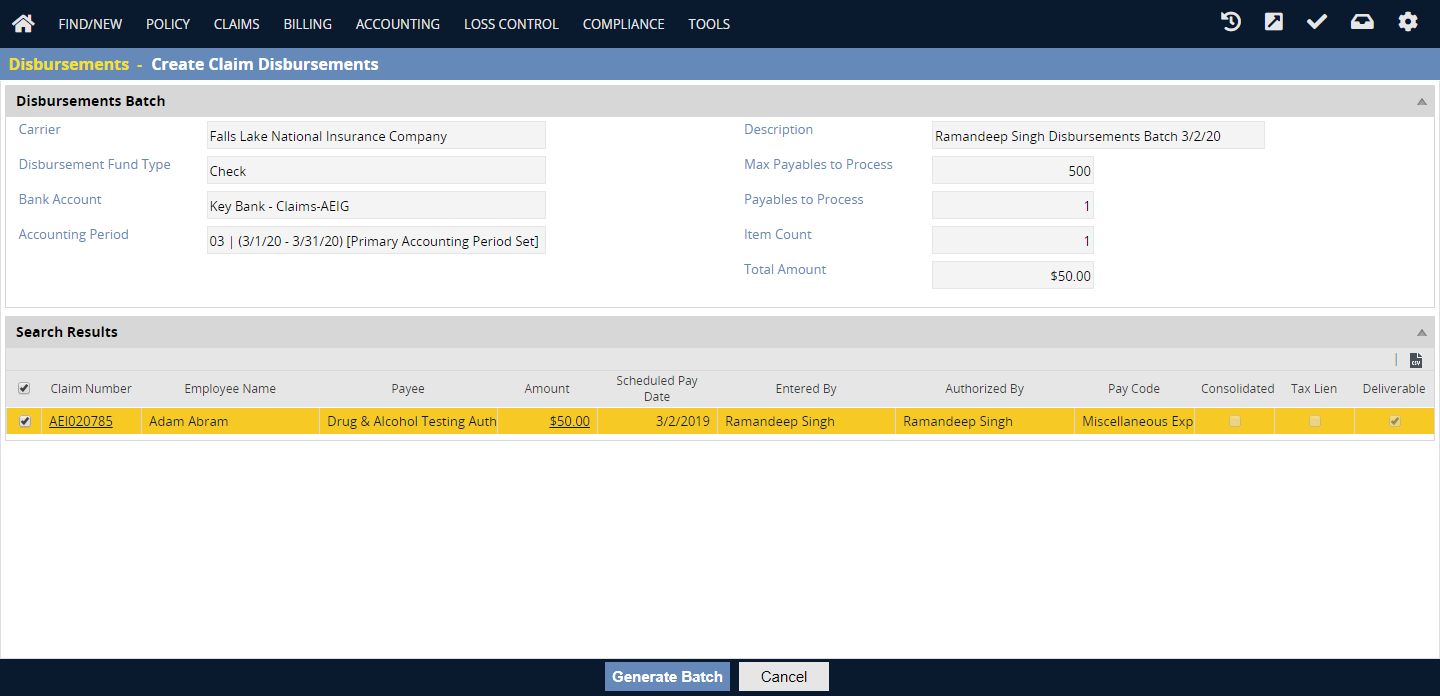 FIND/NEW POLICY CLAIMS BILLING ACCOUNTING LOSS CONTROL COMPLIANCE TOOLS
Disbursements - Create Claim Disbursements
Disbursements Batch
Carrier Falls Lake National Insurance Company Description Ramandeep Singh Disbursements Batch 3/2/20
Disbursement Fund Type Check Max Payables to Process 500
Bank Account Key Bank - Claims-AEIG Payables to Process 1
Accounting Period 03 | (3/1/20 - 3/31/20) [Primary Accounting Period Set] Item Count 1
Total Amount $50.00
Search Results
CSV
Claim Number Employee Name Payee Amount Scheduled Pay Date Entered By Authorized By Pay Code Consolidated Tax Lien Deliverable
AEI020785 Adam Abram Drug & Alcohol Testing Auth $50.00 3/2/2019 Ramandeep Singh Ramandeep Singh Miscellaneous Exp
Generate Batch Cancel